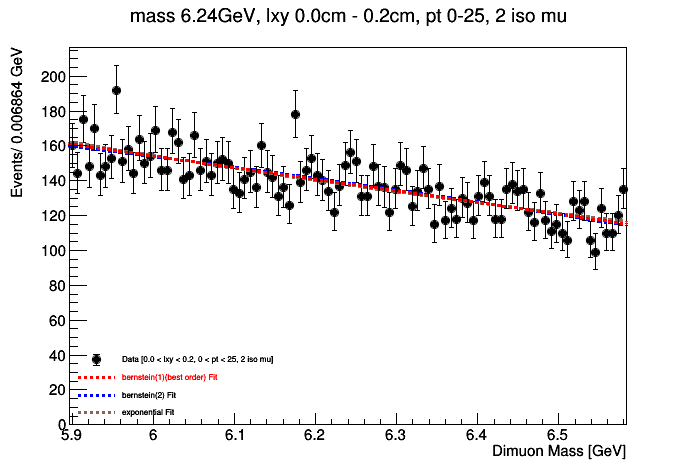 mass 6.24GeV, lxy 0.0cm - 0.2cm, pt 0-25, 2 iso mu
Events/ 0.006864 GeV
200
180
160
140
120
100
80
60
40
20
0
Data [0.0 < lxy < 0.2, 0 < pt < 25, 2 iso mu]
bernstein(1)(best order) Fit
bernstein(2) Fit
exponential Fit
5.9 6 6.1 6.2 6.3 6.4 6.5
Dimuon Mass [GeV]